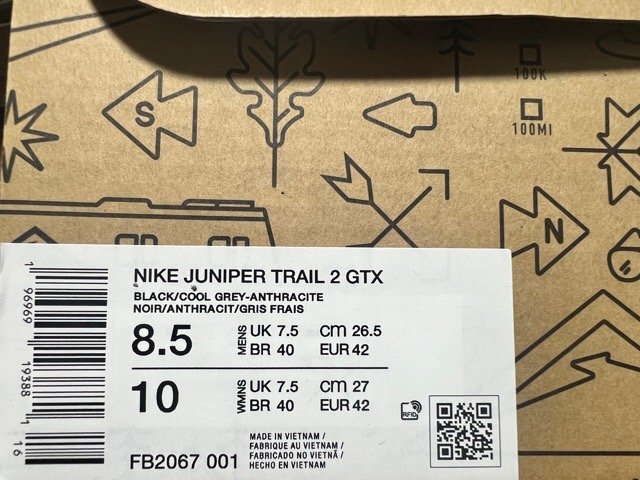 100K
S
100MI
N
NIKE JUNIPER TRAIL 2 GTX
BLACK/COOL GREY-ANTHRACITE
NOIR/ANTHRACIT/GRIS FRAIS
8.5 MENS UK 7.5 CM 26.5
BR 40 EUR 42
10 WMNS UK 7.5 CM 27
BR 40 EUR 42
RFID
MADE IN VIETNAM /
FABRIQUE AU VIETNAM /
FABRICADO NO VIETNÃ /
HECHO EN VIETNAM
FB2067 001
1 96969 19388 1 16